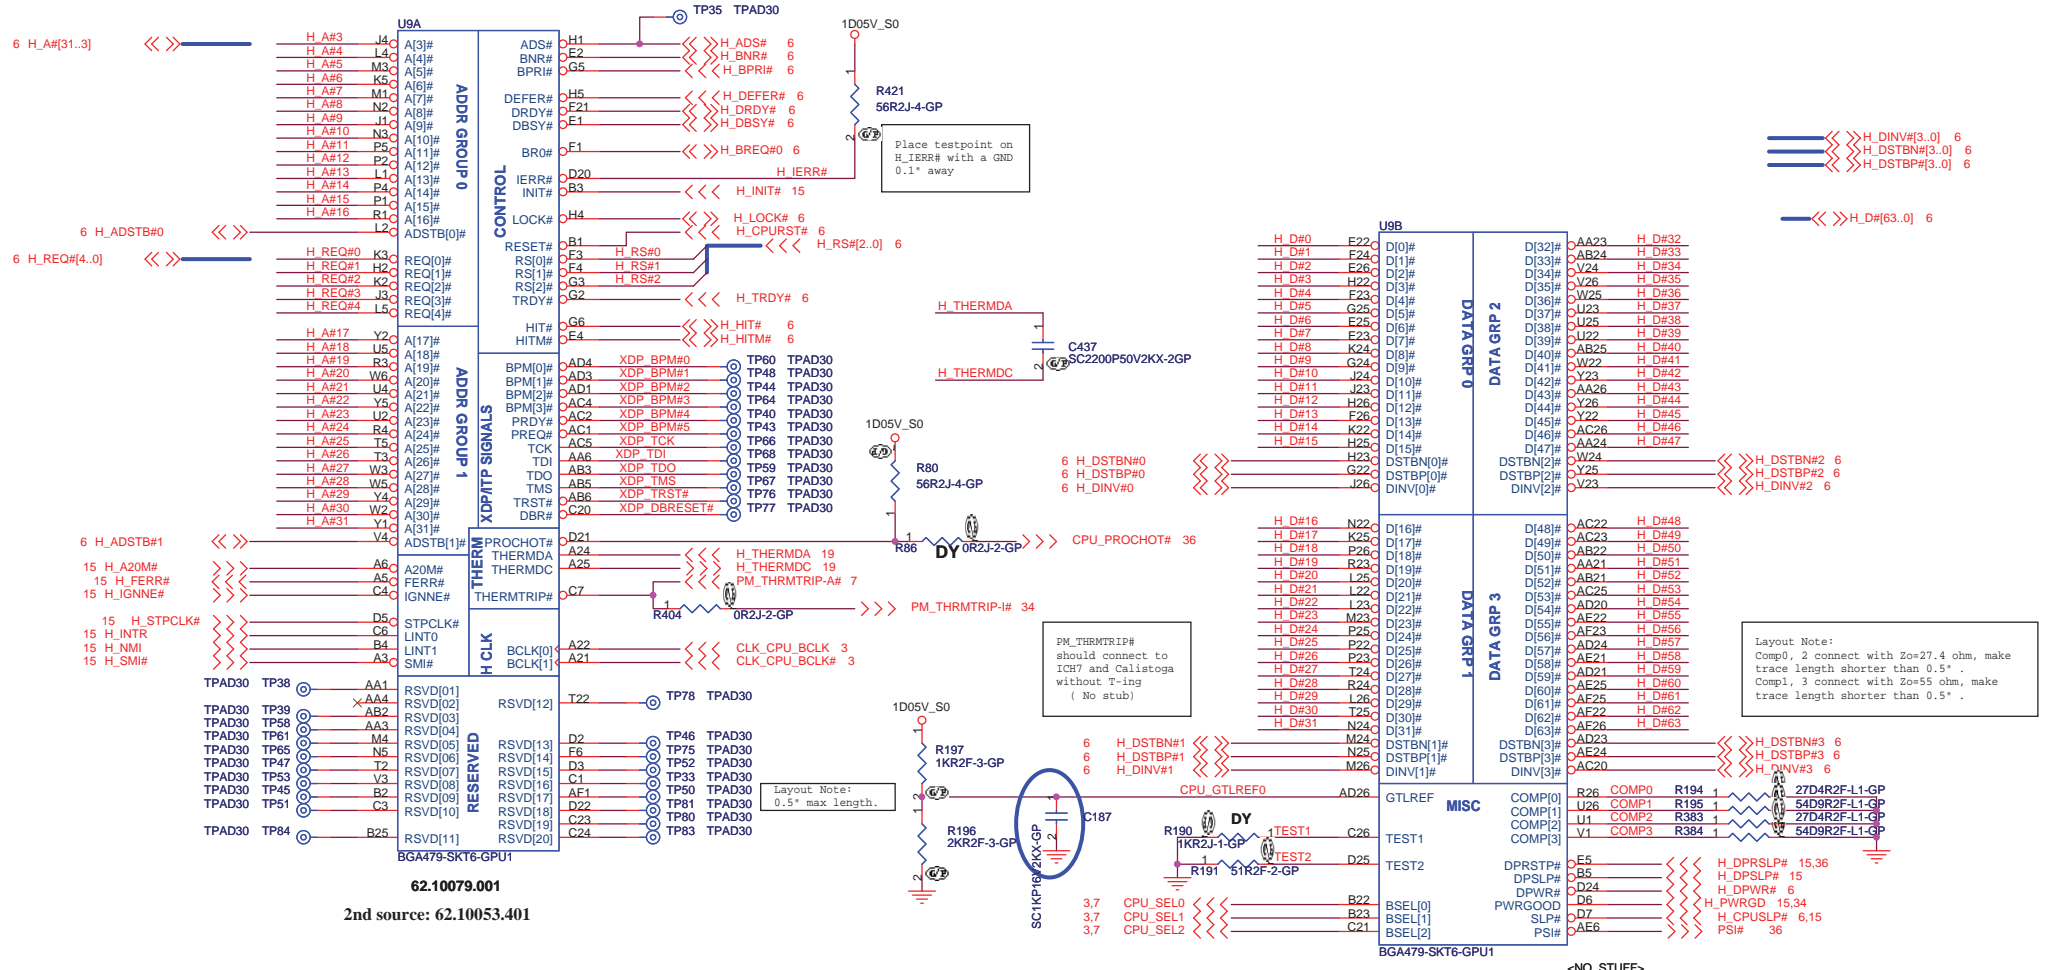 TP35 TPAD30
U9A
1D05V_S0
6 H_A#[31..3]
H_A#3 J4 A[3]# ADS# H1
H_A#4 L4 A[4]# BNR# E2 H_ADS# 6
H_A#5 M3 A[5]# BPRI# G5 H_BNR# 6
H_A#6 K5 A[6]# H_BPRI# 6
H_A#7 M1 A[7]# DEFER# H5 H_DEFER# 6
H_A#8 N2 A[8]# DRDY# F21 H_DRDY# 6
H_A#9 J1 A[9]# DBSY# E1 H_DBSY# 6
H_A#10 N3 A[10]#
H_A#11 P5 A[11]# BR0# F1 H_BREQ#0 6
H_A#12 P2 A[12]#
H_A#13 L1 A[13]# IERR# D20 H_IERR#
H_A#14 P4 A[14]# INIT# B3 H_INIT# 15
H_A#15 P1 A[15]#
H_A#16 R1 A[16]# LOCK# H4 H_LOCK# 6
6 H_ADSTB#0 L2 ADSTB[0]# H_CPURST# 6
RESET# B1 H_RS#[2..0] 6
6 H_REQ#[4..0]
H_REQ#0 K3 REQ[0]# RS[0]# F3 H_RS#0
H_REQ#1 H2 REQ[1]# RS[1]# F4 H_RS#1
H_REQ#2 K2 REQ[2]# RS[2]# G3 H_RS#2
H_REQ#3 J3 REQ[3]# TRDY# G2 H_TRDY# 6
H_REQ#4 L5 REQ[4]#
HIT# G6 H_HIT# 6
HITM# E4 H_HITM# 6
ADDR GROUP 0
CONTROL
H_A#17 Y2 A[17]#
H_A#18 U5 A[18]#
H_A#19 R3 A[19]# BPM[0]# AD4 XDP_BPM#0 TP60 TPAD30
H_A#20 W6 A[20]# BPM[1]# AD3 XDP_BPM#1 TP48 TPAD30
H_A#21 U4 A[21]# BPM[2]# AD1 XDP_BPM#2 TP44 TPAD30
H_A#22 Y5 A[22]# BPM[3]# AC4 XDP_BPM#3 TP64 TPAD30
H_A#23 U2 A[23]# PRDY# AC2 XDP_BPM#4 TP40 TPAD30
H_A#24 R4 A[24]# PREQ# AC1 XDP_BPM#5 TP43 TPAD30
H_A#25 T5 A[25]# TCK AC5 XDP_TCK TP66 TPAD30
H_A#26 T3 A[26]# TDI AA6 XDP_TDI TP68 TPAD30
H_A#27 W3 A[27]# TDO AB3 XDP_TDO TP59 TPAD30
H_A#28 W5 A[28]# TMS AB5 XDP_TMS TP67 TPAD30
H_A#29 Y4 A[29]# TRST# AB6 XDP_TRST# TP76 TPAD30
H_A#30 W2 A[30]# DBR# C20 XDP_DBRESET# TP77 TPAD30
H_A#31 Y1 A[31]#
6 H_ADSTB#1 V4 ADSTB[1]# PROCHOT# D21
ADDR GROUP 1
XDP/ITP SIGNALS
THERMDA A24 H_THERMDA 19
15 H_A20M# A6 A20M# THERMDC A25 H_THERMDC 19
15 H_FERR# A5 FERR# PM_THRMTRIP-A# 7
15 H_IGNNE# C4 IGNNE# THERMTRIP# C7
THERM
R404 1 0R2J-2-GP PM_THRMTRIP-I# 34
15 H_STPCLK# D5 STPCLK#
15 H_INTR C6 LINT0
15 H_NMI B4 LINT1 BCLK[0] A22 CLK_CPU_BCLK 3
15 H_SMI# A3 SMI# BCLK[1] A21 CLK_CPU_BCLK# 3
H CLK
TPAD30 TP38 AA1 RSVD[01]
AA4 RSVD[02] RSVD[12] T22 TP78 TPAD30
TPAD30 TP39 AB2 RSVD[03]
TPAD30 TP58 AA3 RSVD[04]
TPAD30 TP61 M4 RSVD[05] RSVD[13] D2 TP46 TPAD30
TPAD30 TP65 N5 RSVD[06] RSVD[14] F6 TP75 TPAD30
TPAD30 TP47 T2 RSVD[07] RSVD[15] D3 TP52 TPAD30
TPAD30 TP53 V3 RSVD[08] RSVD[16] C1 TP33 TPAD30
TPAD30 TP45 B2 RSVD[09] RSVD[17] AF1 TP50 TPAD30
TPAD30 TP51 C3 RSVD[10] RSVD[18] D22 TP81 TPAD30
RSVD[19] C23 TP80 TPAD30
TPAD30 TP84 B25 RSVD[11] RSVD[20] C24 TP83 TPAD30
RESERVED
BGA479-SKT6-GPU1
62.10079.001
2nd source: 62.10053.401
1
R421
56R2J-4-GP
2
Place testpoint on
H_IERR# with a GND
0.1" away
H_THERMDA
1
C437
SC2200P50V2KX-2GP
2
H_THERMDC
1D05V_S0
2
R80
56R2J-4-GP
1
R86 1 DY 0R2J-2-GP CPU_PROCHOT# 36
PM_THRMTRIP#
should connect to
ICH7 and Calistoga
without T-ing
( No stub)
1D05V_S0
1
R197
1KR2F-3-GP
2
Layout Note:
0.5" max length.
1
R196
2KR2F-3-GP
2
1
C187
2
SC1KP16V2KX-GP
H_DINV#[3..0] 6
H_DSTBN#[3..0] 6
H_DSTBP#[3..0] 6
H_D#[63..0] 6
U9B
H_D#0 E22 D[0]# D[32]# AA23 H_D#32
H_D#1 F24 D[1]# D[33]# AB24 H_D#33
H_D#2 E26 D[2]# D[34]# V24 H_D#34
H_D#3 H22 D[3]# D[35]# V26 H_D#35
H_D#4 F23 D[4]# D[36]# W25 H_D#36
H_D#5 G25 D[5]# D[37]# U23 H_D#37
H_D#6 E25 D[6]# D[38]# U25 H_D#38
H_D#7 E23 D[7]# D[39]# U22 H_D#39
H_D#8 K24 D[8]# D[40]# AB25 H_D#40
H_D#9 G24 D[9]# D[41]# W22 H_D#41
H_D#10 J24 D[10]# D[42]# Y23 H_D#42
H_D#11 J23 D[11]# D[43]# AA26 H_D#43
H_D#12 H26 D[12]# D[44]# Y26 H_D#44
H_D#13 F26 D[13]# D[45]# Y22 H_D#45
H_D#14 K22 D[14]# D[46]# AC26 H_D#46
H_D#15 H25 D[15]# D[47]# AA24 H_D#47
6 H_DSTBN#0 H23 DSTBN[0]# DSTBN[2]# W24 H_DSTBN#2 6
6 H_DSTBP#0 G22 DSTBP[0]# DSTBP[2]# Y25 H_DSTBP#2 6
6 H_DINV#0 J26 DINV[0]# DINV[2]# V23 H_DINV#2 6
DATA GRP 0
DATA GRP 2
H_D#16 N22 D[16]# D[48]# AC22 H_D#48
H_D#17 K25 D[17]# D[49]# AC23 H_D#49
H_D#18 P26 D[18]# D[50]# AB22 H_D#50
H_D#19 R23 D[19]# D[51]# AA21 H_D#51
H_D#20 L25 D[20]# D[52]# AB21 H_D#52
H_D#21 L22 D[21]# D[53]# AC25 H_D#53
H_D#22 L23 D[22]# D[54]# AD20 H_D#54
H_D#23 M23 D[23]# D[55]# AE22 H_D#55
H_D#24 P25 D[24]# D[56]# AF23 H_D#56
H_D#25 P22 D[25]# D[57]# AD24 H_D#57
H_D#26 P23 D[26]# D[58]# AE21 H_D#58
H_D#27 T24 D[27]# D[59]# AD21 H_D#59
H_D#28 R24 D[28]# D[60]# AE25 H_D#60
H_D#29 L26 D[29]# D[61]# AF25 H_D#61
H_D#30 T25 D[30]# D[62]# AF22 H_D#62
H_D#31 N24 D[31]# D[63]# AF26 H_D#63
6 H_DSTBN#1 M24 DSTBN[1]# DSTBN[3]# AD23 H_DSTBN#3 6
6 H_DSTBP#1 N25 DSTBP[1]# DSTBP[3]# AE24 H_DSTBP#3 6
6 H_DINV#1 M26 DINV[1]# DINV[3]# AC20 H_DINV#3 6
DATA GRP 1
DATA GRP 3
Layout Note:
Comp0, 2 connect with Zo=27.4 ohm, make
trace length shorter than 0.5" .
Comp1, 3 connect with Zo=55 ohm, make
trace length shorter than 0.5" .
CPU_GTLREF0 AD26 GTLREF COMP[0] R26 COMP0 R194 1 27D4R2F-L1-GP
MISC COMP[1] U26 COMP1 R195 1 54D9R2F-L1-GP
COMP[2] U1 COMP2 R383 1 27D4R2F-L1-GP
COMP[3] V1 COMP3 R384 1 54D9R2F-L1-GP
R190 DY 1 TEST1 C26 TEST1
1KR2J-1-GP
TEST2 D25 TEST2
R191 51R2F-2-GP
DPRSTP# E5 H_DPRSLP# 15,36
DPSLP# B5 H_DPSLP# 15
DPWR# D24 H_DPWR# 6
3,7 CPU_SEL0 B22 BSEL[0] PWRGOOD D6 H_PWRGD 15,34
3,7 CPU_SEL1 B23 BSEL[1] SLP# D7 H_CPUSLP# 6,15
3,7 CPU_SEL2 C21 BSEL[2] PSI# AE6 PSI# 36
BGA479-SKT6-GPU1
<NO_STUFF>